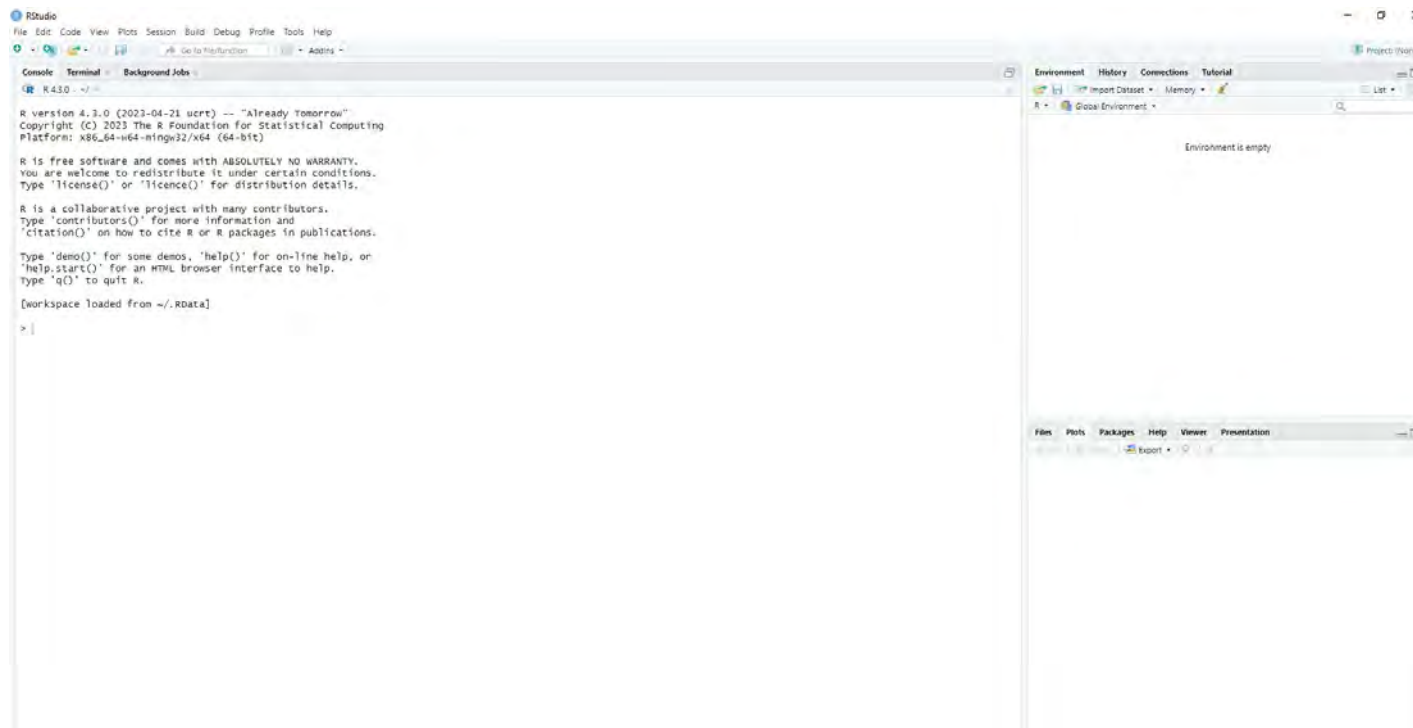 RStudio
File Edit Code View Plots Session Build Debug Profile Tools Help
Go to file/function Addins
Project: (Non
Console Terminal Background Jobs
R 4.3.0 · ~/
R version 4.3.0 (2023-04-21 ucrt) -- "Already Tomorrow"
Copyright (C) 2023 The R Foundation for Statistical Computing
Platform: x86_64-w64-mingw32/x64 (64-bit)
R is free software and comes with ABSOLUTELY NO WARRANTY.
You are welcome to redistribute it under certain conditions.
Type 'license()' or 'licence()' for distribution details.
R is a collaborative project with many contributors.
Type 'contributors()' for more information and
'citation()' on how to cite R or R packages in publications.
Type 'demo()' for some demos, 'help()' for on-line help, or
'help.start()' for an HTML browser interface to help.
Type 'q()' to quit R.
[Workspace loaded from ~/.RData]
>
Environment History Connections Tutorial
Import Dataset Memory List
R Global Environment
Environment is empty
Files Plots Packages Help Viewer Presentation
Export